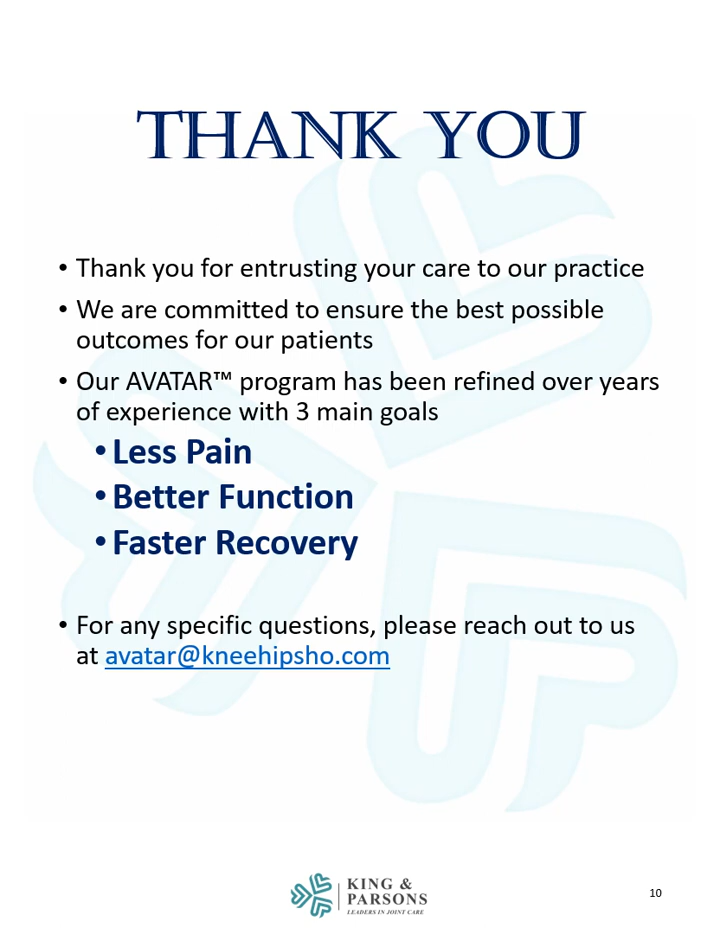 THANK YOU
• Thank you for entrusting your care to our practice
• We are committed to ensure the best possible
outcomes for our patients
• Our AVATAR™ program has been refined over years
of experience with 3 main goals
• Less Pain
• Better Function
• Faster Recovery
• For any specific questions, please reach out to us
at avatar@kneehipsho.com
KING &
PARSONS
LEADERS IN JOINT CARE
10